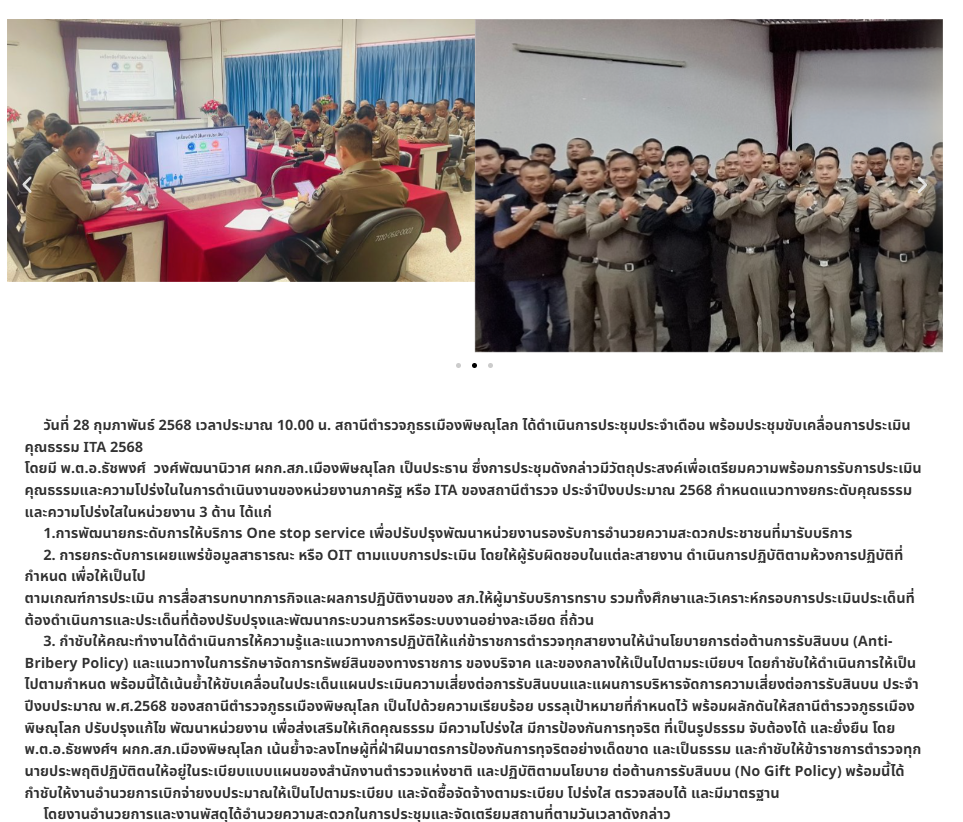 วันที่ 28 กุมภาพันธ์ 2568 เวลาประมาณ 10.00 น. สถานีตำรวจภูธรเมืองพิษณุโลก ได้ดำเนินการประชุมประจำเดือน พร้อมประชุมขับเคลื่อนการประเมิน
คุณธรรม ITA 2568
โดยมี พ.ต.อ.ธัชพงศ์ วงศ์พัฒนานิวาศ ผกก.สภ.เมืองพิษณุโลก เป็นประธาน ซึ่งการประชุมดังกล่าวมีวัตถุประสงค์เพื่อเตรียมความพร้อมการรับการประเมิน
คุณธรรมและความโปร่งในในการดำเนินงานของหน่วยงานภาครัฐ หรือ ITA ของสถานีตำรวจ ประจำปีงบประมาณ 2568 กำหนดแนวทางยกระดับคุณธรรม
และความโปร่งใสในหน่วยงาน 3 ด้าน ได้แก่
1.การพัฒนายกระดับการให้บริการ One stop service เพื่อปรับปรุงพัฒนาหน่วยงานรองรับการอำนวยความสะดวกประชาชนที่มารับบริการ
2. การยกระดับการเผยแพร่ข้อมูลสาธารณะ หรือ OIT ตามแบบการประเมิน โดยให้ผู้รับผิดชอบในแต่ละสายงาน ดำเนินการปฏิบัติตามห้วงการปฏิบัติที่
กำหนด เพื่อให้เป็นไป
ตามเกณฑ์การประเมิน การสื่อสารบทบาทภารกิจและผลการปฏิบัติงานของ สภ.ให้ผู้มารับบริการทราบ รวมทั้งศึกษาและวิเคราะห์กรอบการประเมินประเด็นที่
ต้องดำเนินการและประเด็นที่ต้องปรับปรุงและพัฒนากระบวนการหรือระบบงานอย่างละเอียด ถี่ถ้วน
3. กำชับให้คณะทำงานได้ดำเนินการให้ความรู้และแนวทางการปฏิบัติให้แก่ข้าราชการตำรวจทุกสายงานให้นำนโยบายการต่อต้านการรับสินบน (Anti-
Bribery Policy) และแนวทางในการรักษาจัดการทรัพย์สินของทางราชการ ของบริจาค และของกลางให้เป็นไปตามระเบียบฯ โดยกำชับให้ดำเนินการให้เป็น
ไปตามกำหนด พร้อมนี้ได้เน้นย้ำให้ขับเคลื่อนในประเด็นแผนประเมินความเสี่ยงต่อการรับสินบนและแผนการบริหารจัดการความเสี่ยงต่อการรับสินบน ประจำ
ปีงบประมาณ พ.ศ.2568 ของสถานีตำรวจภูธรเมืองพิษณุโลก เป็นไปด้วยความเรียบร้อย บรรลุเป้าหมายที่กำหนดไว้ พร้อมผลักดันให้สถานีตำรวจภูธรเมือง
พิษณุโลก ปรับปรุงแก้ไข พัฒนาหน่วยงาน เพื่อส่งเสริมให้เกิดคุณธรรม มีความโปร่งใส มีการป้องกันการทุจริต ที่เป็นรูปธรรม จับต้องได้ และยั่งยืน โดย
พ.ต.อ.ธัชพงศ์ฯ ผกก.สภ.เมืองพิษณุโลก เน้นย้ำจะลงโทษผู้ที่ฝ่าฝืนมาตรการป้องกันการทุจริตอย่างเด็ดขาด และเป็นธรรม และกำชับให้ข้าราชการตำรวจทุก
นายประพฤติปฏิบัติตนให้อยู่ในระเบียบแบบแผนของสำนักงานตำรวจแห่งชาติ และปฏิบัติตามนโยบาย ต่อต้านการรับสินบน (No Gift Policy) พร้อมนี้ได้
กำชับให้งานอำนวยการเบิกจ่ายงบประมาณให้เป็นไปตามระเบียบ และจัดซื้อจัดจ้างตามระเบียบ โปร่งใส ตรวจสอบได้ และมีมาตรฐาน
โดยงานอำนวยการและงานพัสดุได้อำนวยความสะดวกในการประชุมและจัดเตรียมสถานที่ตามวันเวลาดังกล่าว